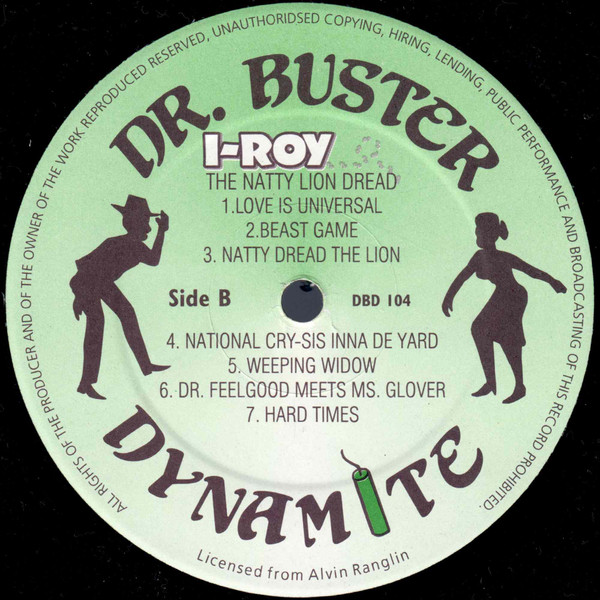 ALL RIGHTS OF THE PRODUCER AND OF THE OWNER OF THE WORK REPRODUCED RESERVED, UNAUTHORIDSED COPYING, HIRING, LENDING, PUBLIC PERFORMANCE AND BROADCASTING OF THIS RECORD PROHIBITED.
DR. BUSTER
I-ROY
THE NATTY LION DREAD
1.LOVE IS UNIVERSAL
2.BEAST GAME
3. NATTY DREAD THE LION
Side B
DBD 104
4. NATIONAL CRY-SIS INNA DE YARD
5. WEEPING WIDOW
6. DR. FEELGOOD MEETS MS. GLOVER
7. HARD TIMES
DYNAMITE
Licensed from Alvin Ranglin